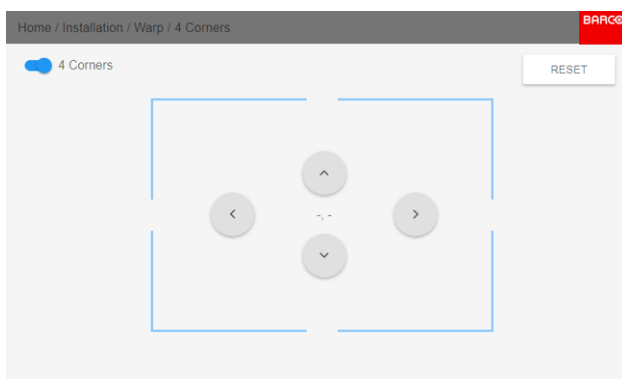 Home / Installation / Warp / 4 Corners
BARCO
4 Corners
RESET
-, -